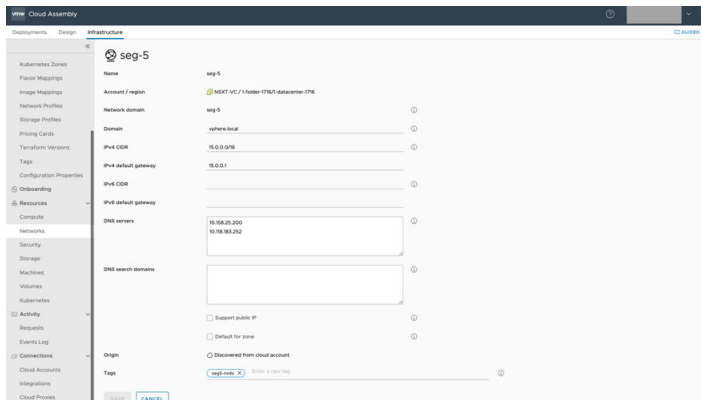 vmw Cloud Assembly
Deployments Design Infrastructure GUIDED
Kubernetes Zones
Flavor Mappings
Image Mappings
Network Profiles
Storage Profiles
Pricing Cards
Terraform Versions
Tags
Configuration Properties
Onboarding
Resources
Compute
Networks
Security
Storage
Machines
Volumes
Kubernetes
Activity
Requests
Events Log
Connections
Cloud Accounts
Integrations
Cloud Proxies
seg-5
Name seg-5
Account / region NSXT-VC / 1-folder-1716/1-datacenter-1716
Network domain seg-5
Domain vphere.local
IPv4 CIDR 15.0.0.0/16
IPv4 default gateway 15.0.0.1
IPv6 CIDR
IPv6 default gateway
DNS servers 10.158.25.200
10.118.183.252
DNS search domains
Support public IP
Default for zone
Origin Discovered from cloud account
Tags seg5-nvds X Enter a new tag
SAVE CANCEL